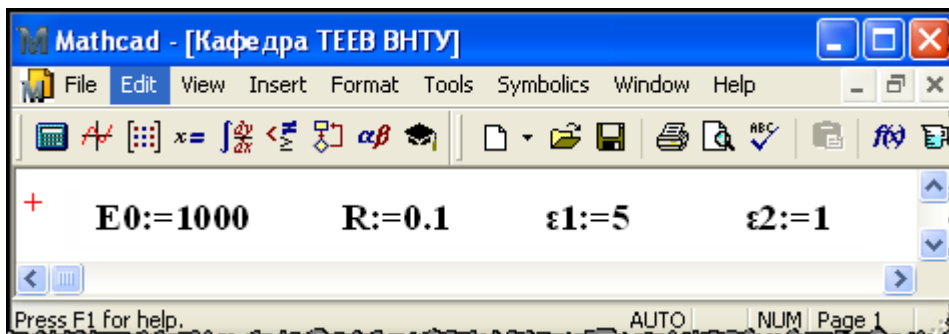 Mathcad - [Кафедра ТЕЕВ ВНТУ]
File Edit View Insert Format Tools Symbolics Window Help
E0:=1000 R:=0.1 ε1:=5 ε2:=1
Press F1 for help. AUTO NUM Page 1